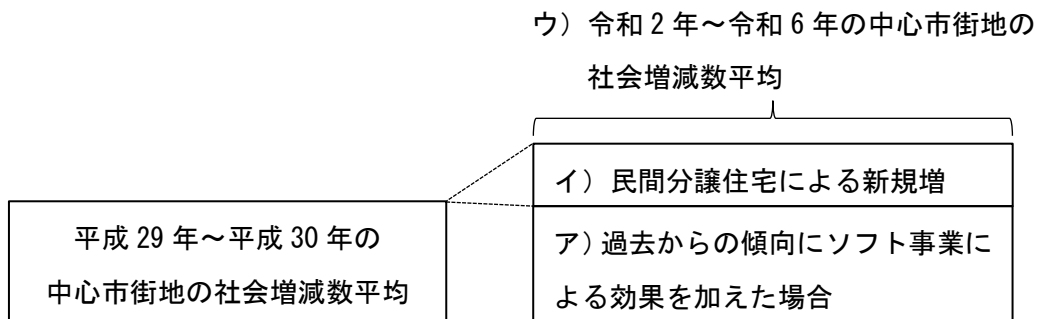 ウ）令和２年～令和６年の中心市街地の
社会増減数平均
イ）民間分譲住宅による新規増
平成 29 年～平成 30 年の
中心市街地の社会増減数平均
ア）過去からの傾向にソフト事業に
よる効果を加えた場合